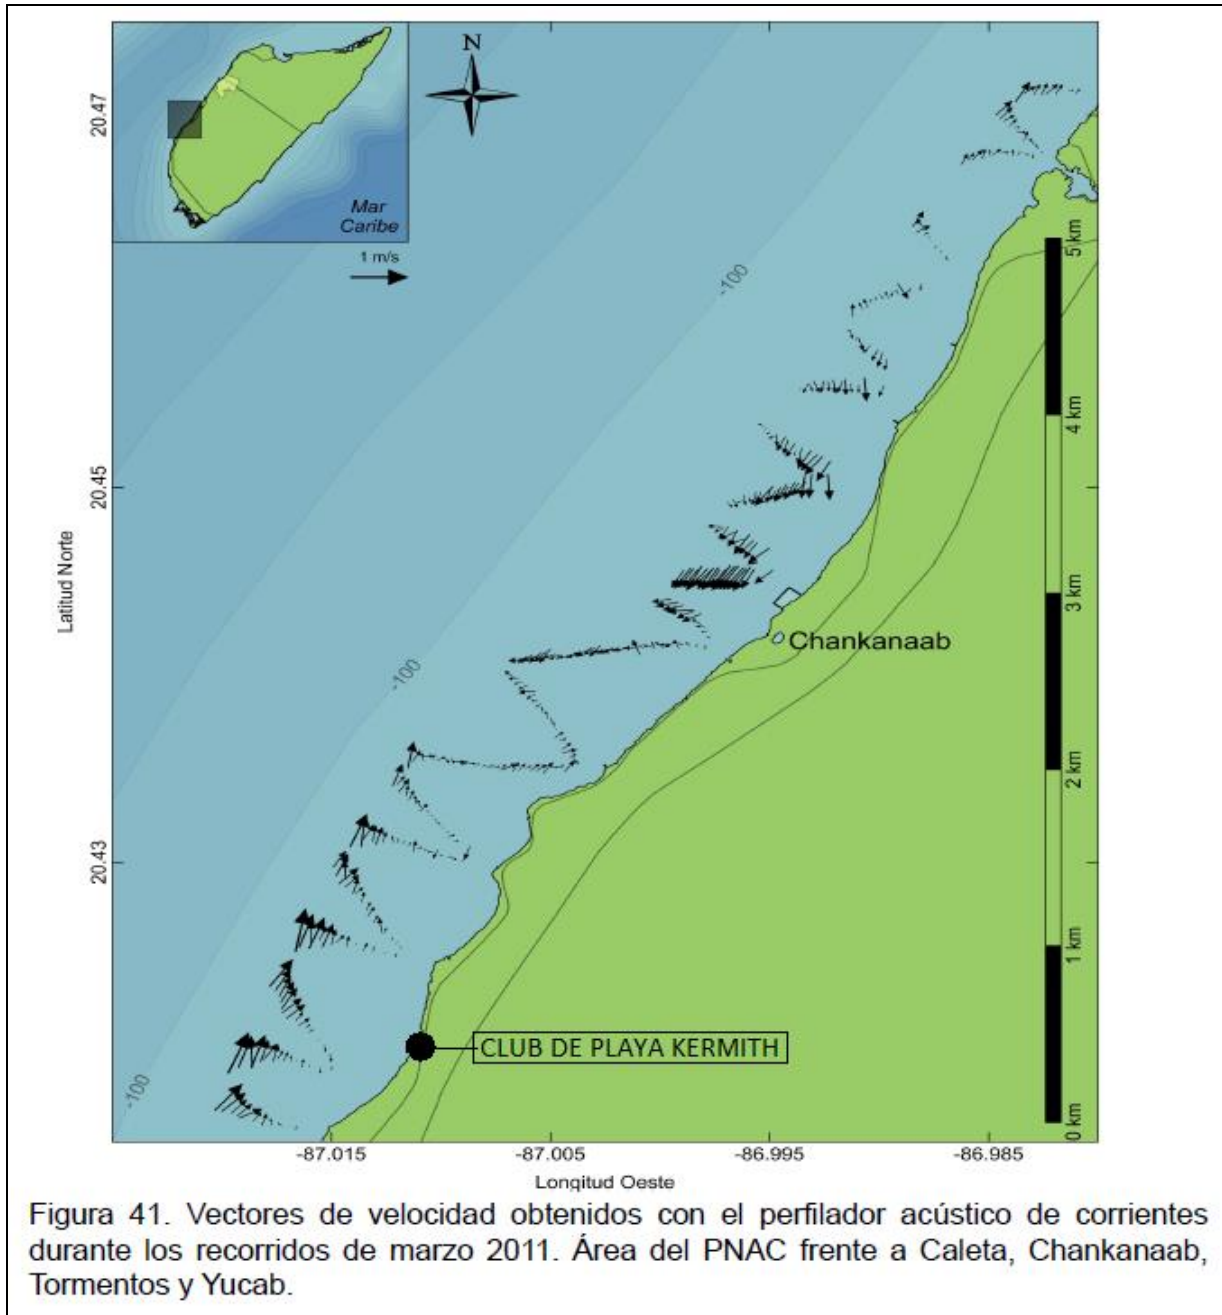 N
Mar
Caribe
1 m/s
20.47
20.45
20.43
Latitud Norte
-100
-100
-100
5 km
4 km
3 km
2 km
1 km
0 km
Chankanaab
CLUB DE PLAYA KERMITH
-87.015
-87.005
-86.995
-86.985
Longitud Oeste
Figura 41. Vectores de velocidad obtenidos con el perfilador acústico de corrientes
durante los recorridos de marzo 2011. Área del PNAC frente a Caleta, Chankanaab,
Tormentos y Yucab.